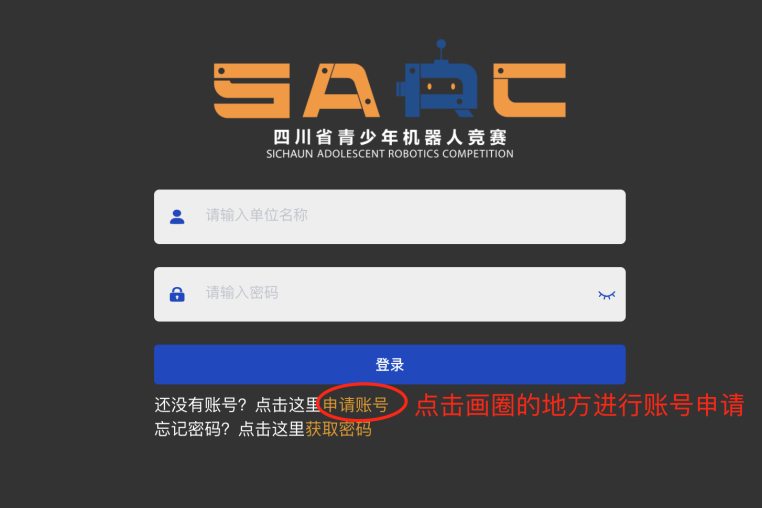 SARC
四川省青少年机器人竞赛
SICHAUN ADOLESCENT ROBOTICS COMPETITION
请输入单位名称
请输入密码
登录
还没有账号？点击这里申请账号 点击画圈的地方进行账号申请
忘记密码？点击这里获取密码